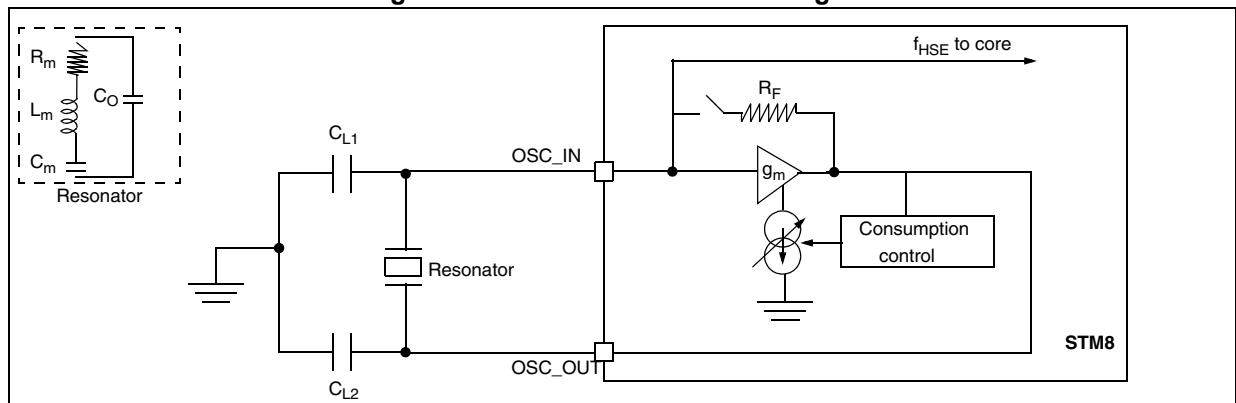 f_HSE to core
R_m
R_F
C_O
L_m
C_L1
C_m
OSC_IN
g_m
Resonator
Consumption
control
Resonator
STM8
OSC_OUT
C_L2